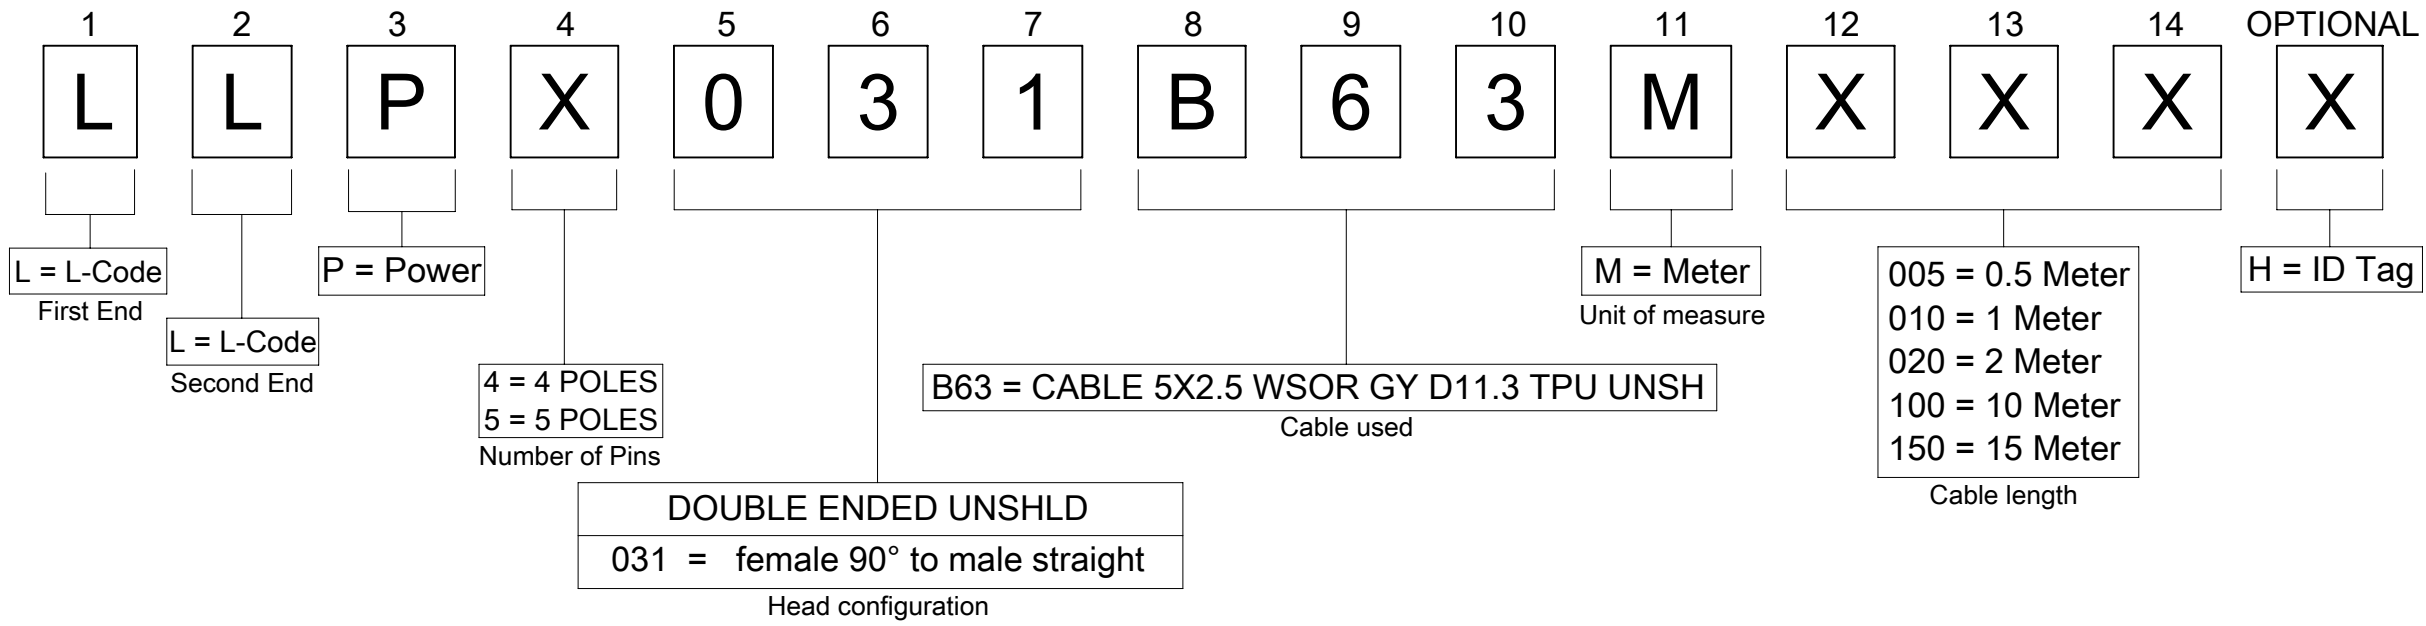 1 2 3 4 5 6 7 8 9 10 11 12 13 14 OPTIONAL
L L P X 0 3 1 B 6 3 M X X X X
L = L-Code
First End
L = L-Code
Second End
P = Power
4 = 4 POLES
5 = 5 POLES
Number of Pins
DOUBLE ENDED UNSHLD
031 = female 90° to male straight
Head configuration
B63 = CABLE 5X2.5 WSOR GY D11.3 TPU UNSH
Cable used
M = Meter
Unit of measure
005 = 0.5 Meter
010 = 1 Meter
020 = 2 Meter
100 = 10 Meter
150 = 15 Meter
Cable length
H = ID Tag